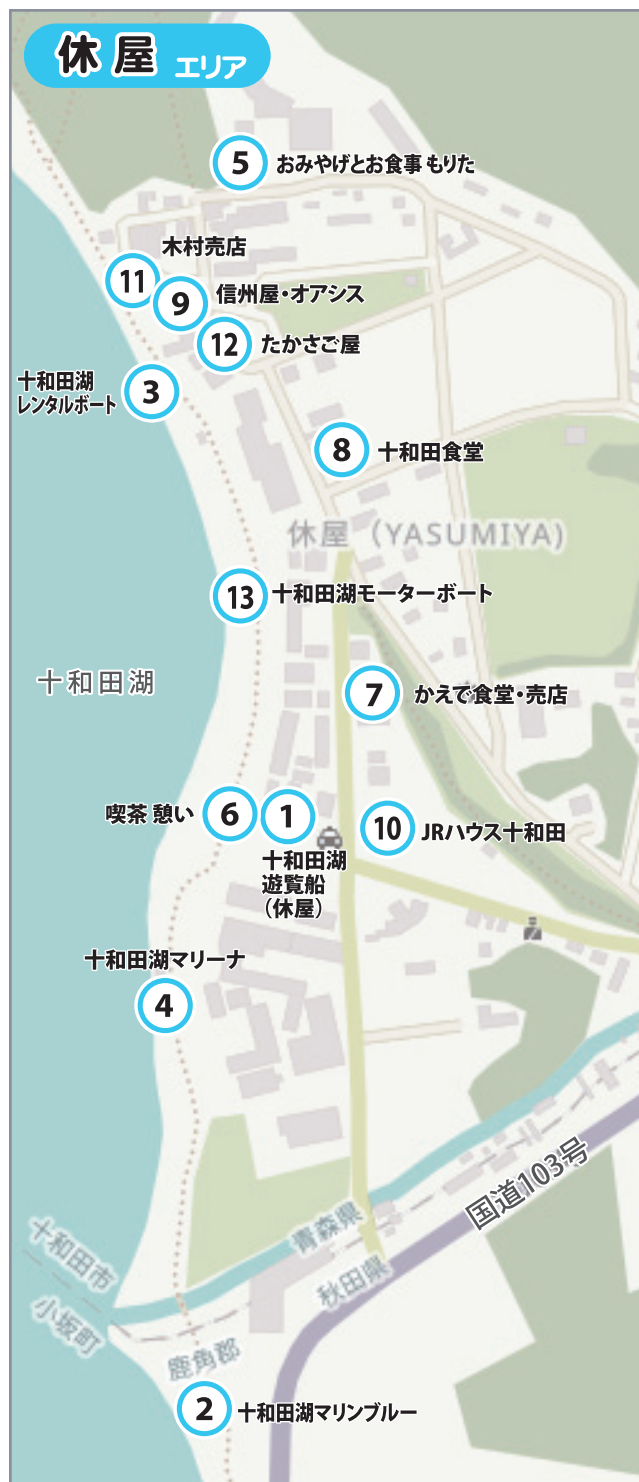 休屋 エリア
5 おみやげとお食事 もりた
木村売店
11
9 信州屋・オアシス
12 たかさご屋
十和田湖
レンタルボート
3
8 十和田食堂
休屋（YASUMIYA）
13 十和田湖モーターボート
十和田湖
7 かえで食堂・売店
喫茶 憩い 6
1
十和田湖
遊覧船
（休屋）
10 JRハウス十和田
十和田湖マリーナ
4
国道103号
青森県
秋田県
十和田市
小坂町
鹿角郡
2 十和田湖マリンブルー